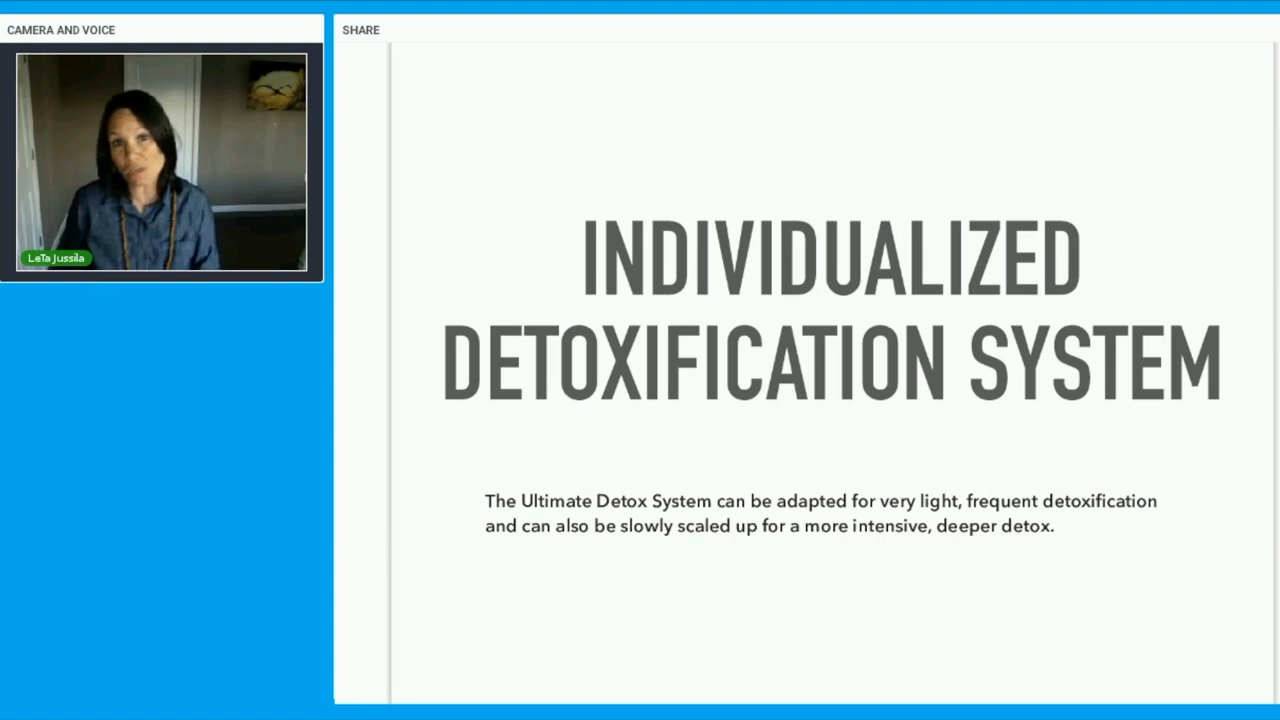 CAMERA AND VOICE
SHARE
LeTa Jussila
INDIVIDUALIZED
DETOXIFICATION SYSTEM
The Ultimate Detox System can be adapted for very light, frequent detoxification
and can also be slowly scaled up for a more intensive, deeper detox.